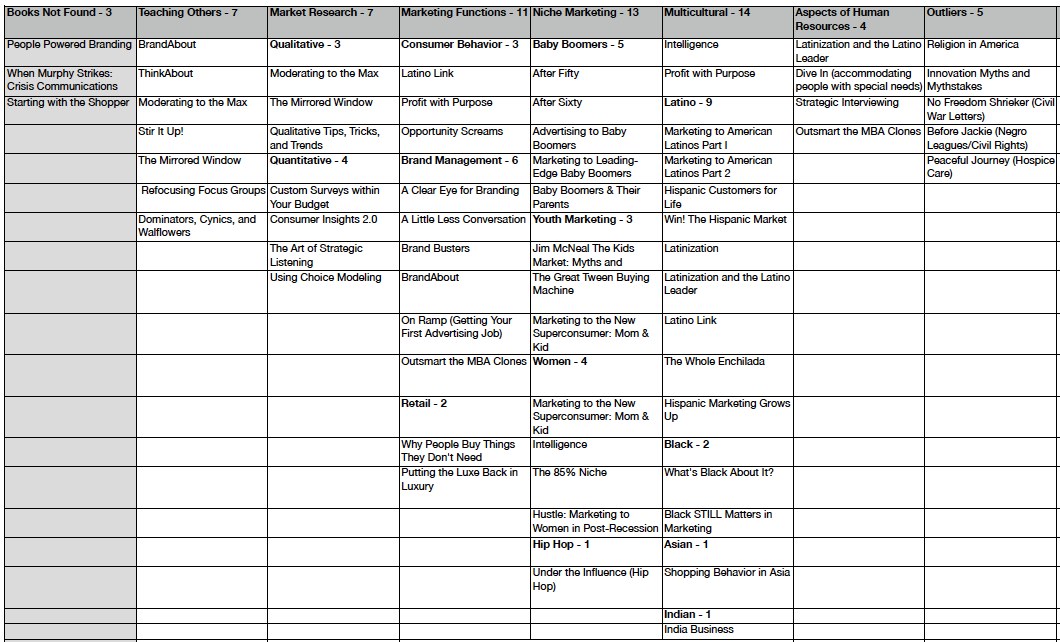 Books Not Found - 3
People Powered Branding
When Murphy Strikes:
Crisis Communications
Starting with the Shopper
Teaching Others - 7
BrandAbout
ThinkAbout
Moderating to the Max
Stir It Up!
The Mirrored Window
Refocusing Focus Groups
Dominators, Cynics, and
Wallflowers
Market Research - 7
Qualitative - 3
Moderating to the Max
The Mirrored Window
Qualitative Tips, Tricks,
and Trends
Quantitative - 4
Custom Surveys within
Your Budget
Consumer Insights 2.0
The Art of Strategic
Listening
Using Choice Modeling
Marketing Functions - 11
Consumer Behavior - 3
Latino Link
Profit with Purpose
Opportunity Screams
Brand Management - 6
A Clear Eye for Branding
A Little Less Conversation
Brand Busters
BrandAbout
On Ramp (Getting Your
First Advertising Job)
Outsmart the MBA Clones
Retail - 2
Why People Buy Things
They Don't Need
Putting the Luxe Back in
Luxury
Niche Marketing - 13
Baby Boomers - 5
After Fifty
After Sixty
Advertising to Baby
Boomers
Marketing to Leading-
Edge Baby Boomers
Baby Boomers & Their
Parents
Youth Marketing - 3
Jim McNeal The Kids
Market: Myths and
The Great Tween Buying
Machine
Marketing to the New
Superconsumer: Mom &
Kid
Women - 4
Marketing to the New
Superconsumer: Mom &
Kid
Intelligence
The 85% Niche
Hustle: Marketing to
Women in Post-Recession
Hip Hop - 1
Under the Influence (Hip
Hop)
Multicultural - 14
Intelligence
Profit with Purpose
Latino - 9
Marketing to American
Latinos Part I
Marketing to American
Latinos Part 2
Hispanic Customers for
Life
Win! The Hispanic Market
Latinization
Latinization and the Latino
Leader
Latino Link
The Whole Enchilada
Hispanic Marketing Grows
Up
Black - 2
What's Black About It?
Black STILL Matters in
Marketing
Asian - 1
Shopping Behavior in Asia
Indian - 1
India Business
Aspects of Human
Resources - 4
Latinization and the Latino
Leader
Dive In (accommodating
people with special needs)
Strategic Interviewing
Outsmart the MBA Clones
Outliers - 5
Religion in America
Innovation Myths and
Mythstakes
No Freedom Shrieker (Civil
War Letters)
Before Jackie (Negro
Leagues/Civil Rights)
Peaceful Journey (Hospice
Care)